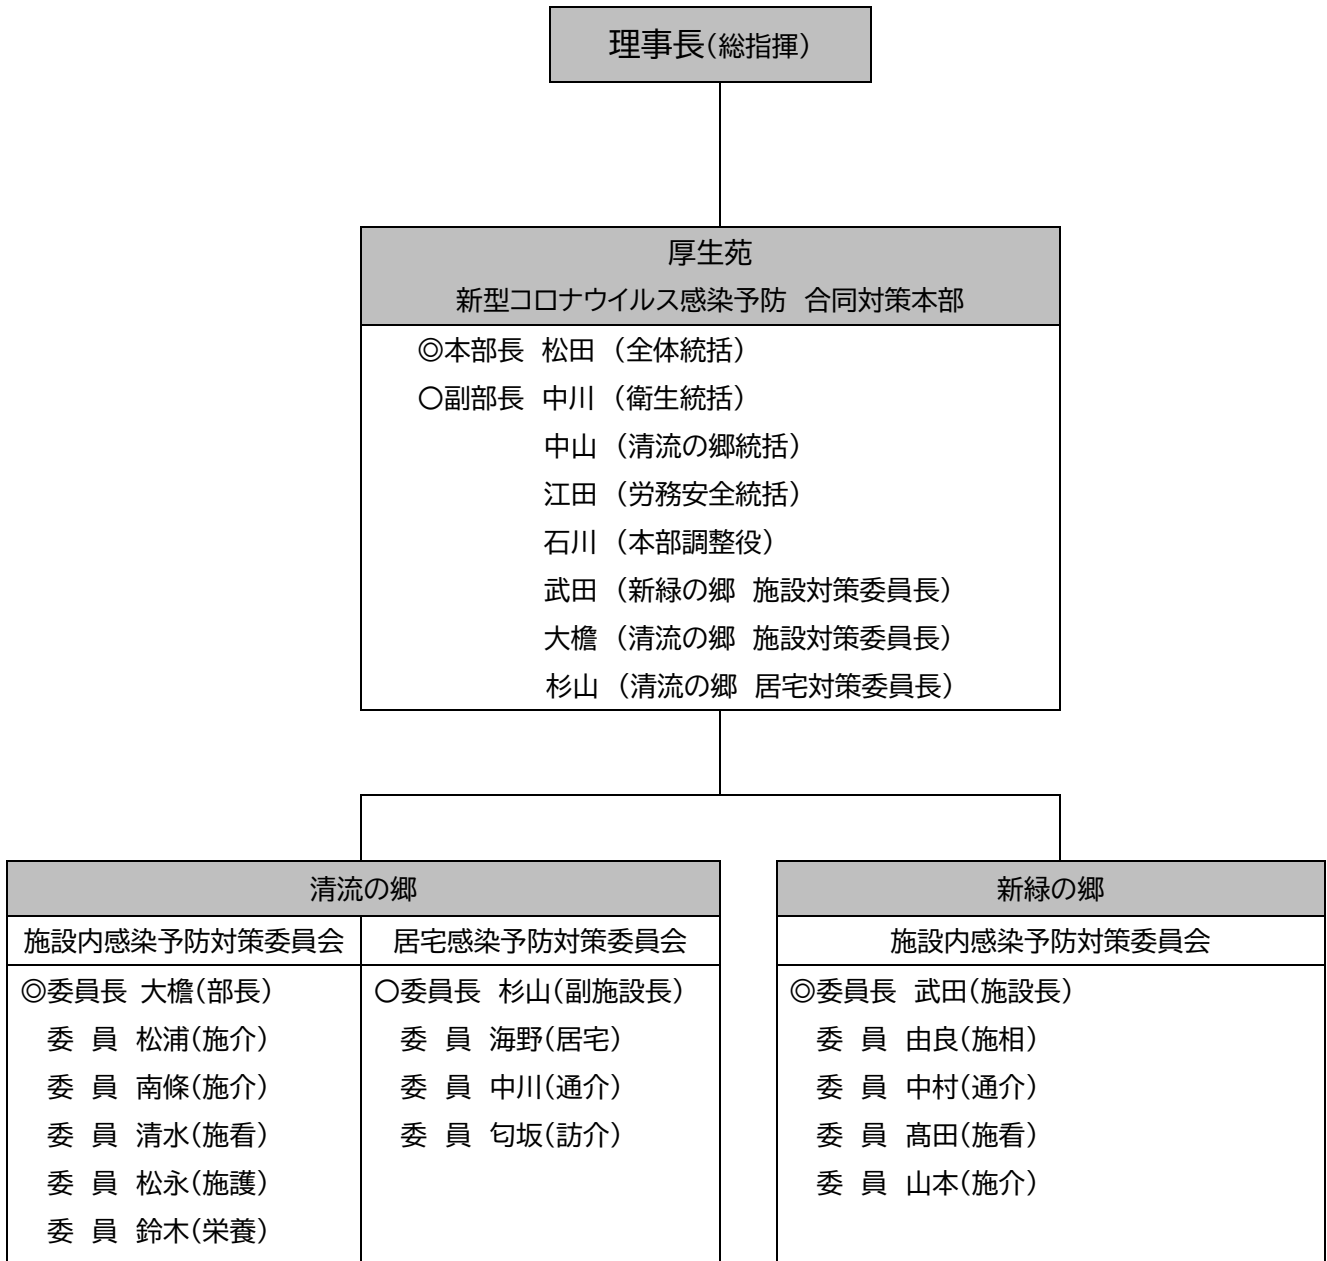 理事長(総指揮)
厚生苑
新型コロナウイルス感染予防 合同対策本部
◎本部長 松田 (全体統括)
〇副部長 中川 (衛生統括)
中山 (清流の郷統括)
江田 (労務安全統括)
石川 (本部調整役)
武田 (新緑の郷 施設対策委員長)
大檐 (清流の郷 施設対策委員長)
杉山 (清流の郷 居宅対策委員長)
清流の郷
施設内感染予防対策委員会
◎委員長 大檐(部長)
委 員 松浦(施介)
委 員 南條(施介)
委 員 清水(施看)
委 員 松永(施護)
委 員 鈴木(栄養)
居宅感染予防対策委員会
〇委員長 杉山(副施設長)
委 員 海野(居宅)
委 員 中川(通介)
委 員 匂坂(訪介)
新緑の郷
施設内感染予防対策委員会
◎委員長 武田(施設長)
委 員 由良(施相)
委 員 中村(通介)
委 員 髙田(施看)
委 員 山本(施介)